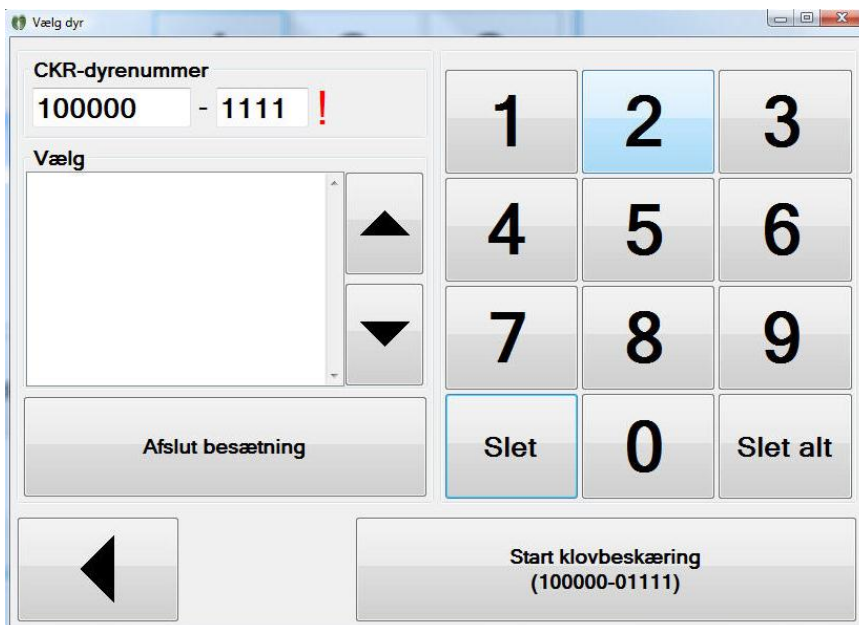 Vælg dyr
CKR-dyrenummer
100000 - 1111 !
Vælg
Afslut besætning
1 2 3
4 5 6
7 8 9
Slet 0 Slet alt
Start klovbeskæring
(100000-01111)